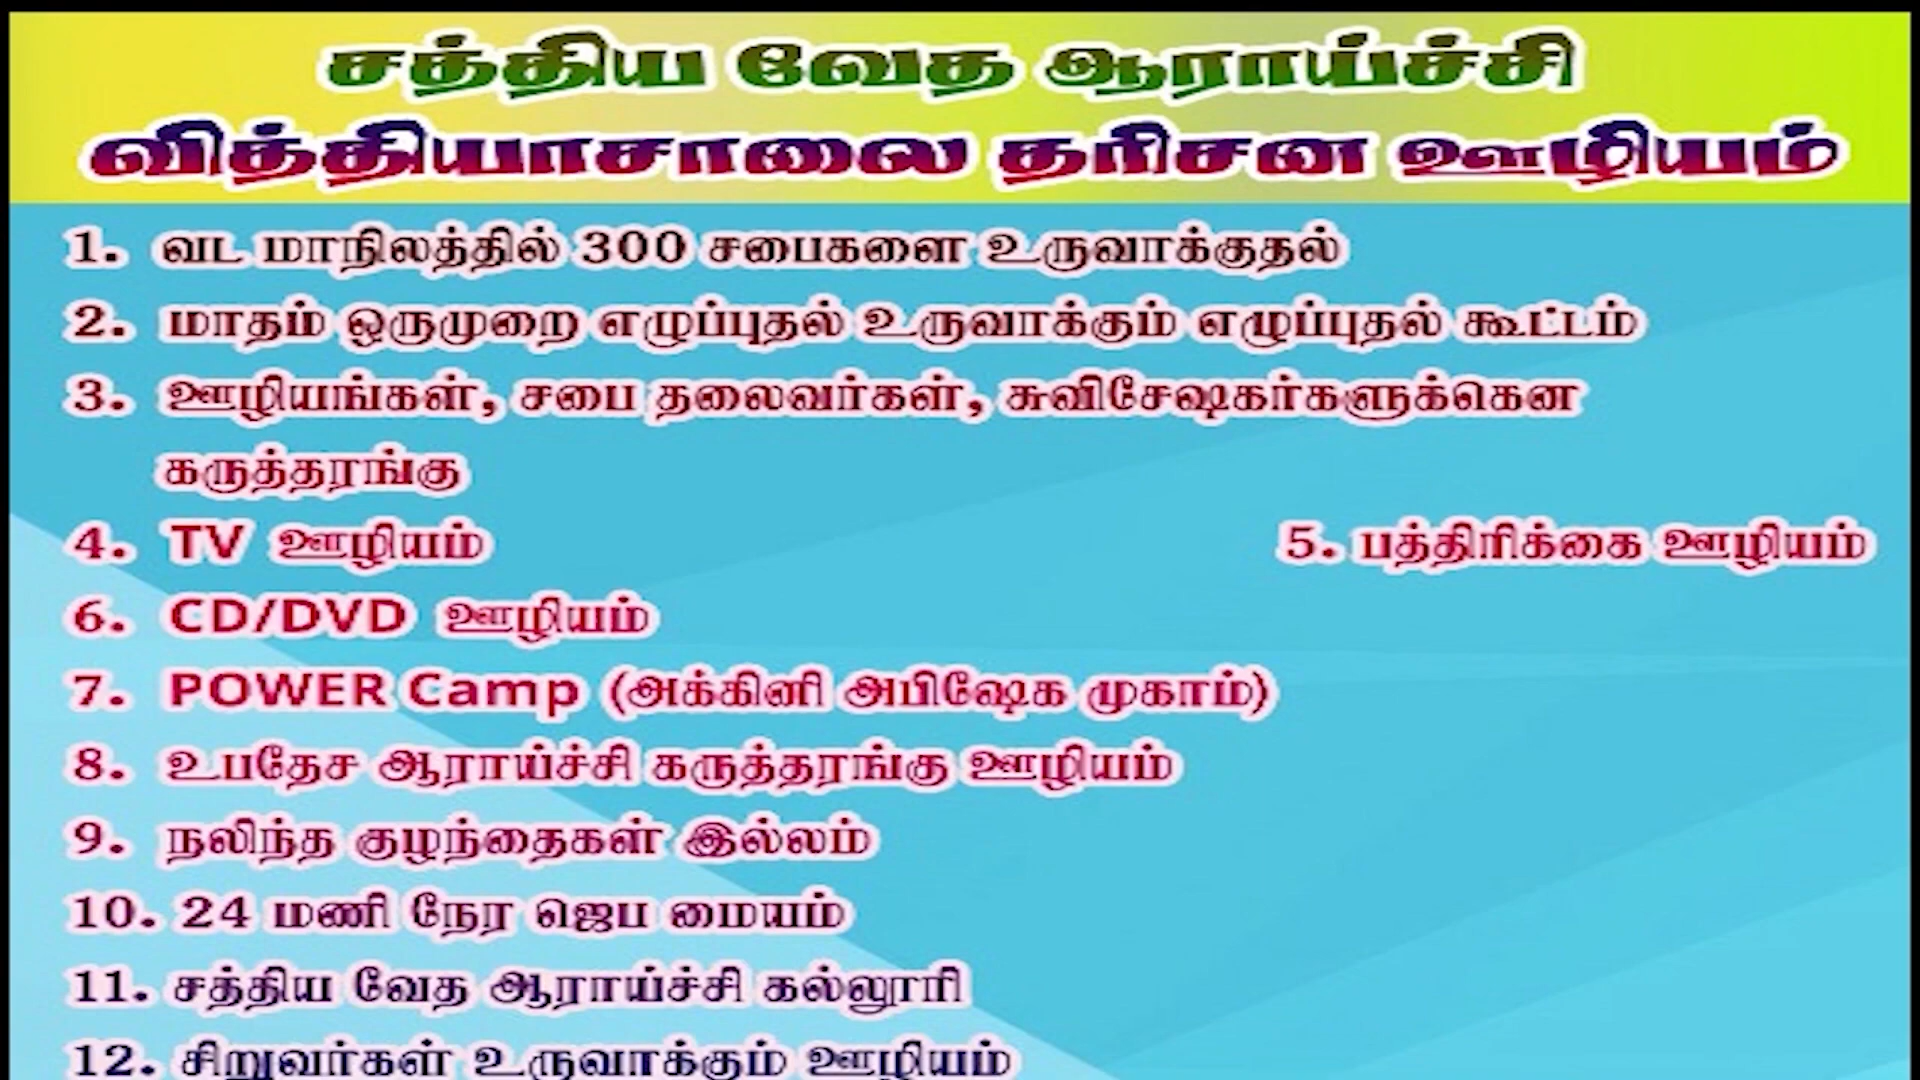 சத்திய வேத ஆராய்ச்சி
வித்தியாசாலை தரிசன ஊழியம்
1. வட மாநிலத்தில் 300 சபைகளை உருவாக்குதல்
2. மாதம் ஒருமுறை எழுப்புதல் உருவாக்கும் எழுப்புதல் கூட்டம்
3. ஊழியங்கள், சபை தலைவர்கள், சுவிசேஷகர்களுக்கென
கருத்தரங்கு
4. TV ஊழியம் 5. பத்திரிக்கை ஊழியம்
6. CD/DVD ஊழியம்
7. POWER Camp (அக்கினி அபிஷேக முகாம்)
8. உபதேச ஆராய்ச்சி கருத்தரங்கு ஊழியம்
9. நலிந்த குழந்தைகள் இல்லம்
10. 24 மணி நேர ஜெப மையம்
11. சத்திய வேத ஆராய்ச்சி கல்லூரி
12. சிறுவர்கள் உருவாக்கும் ஊழியம்